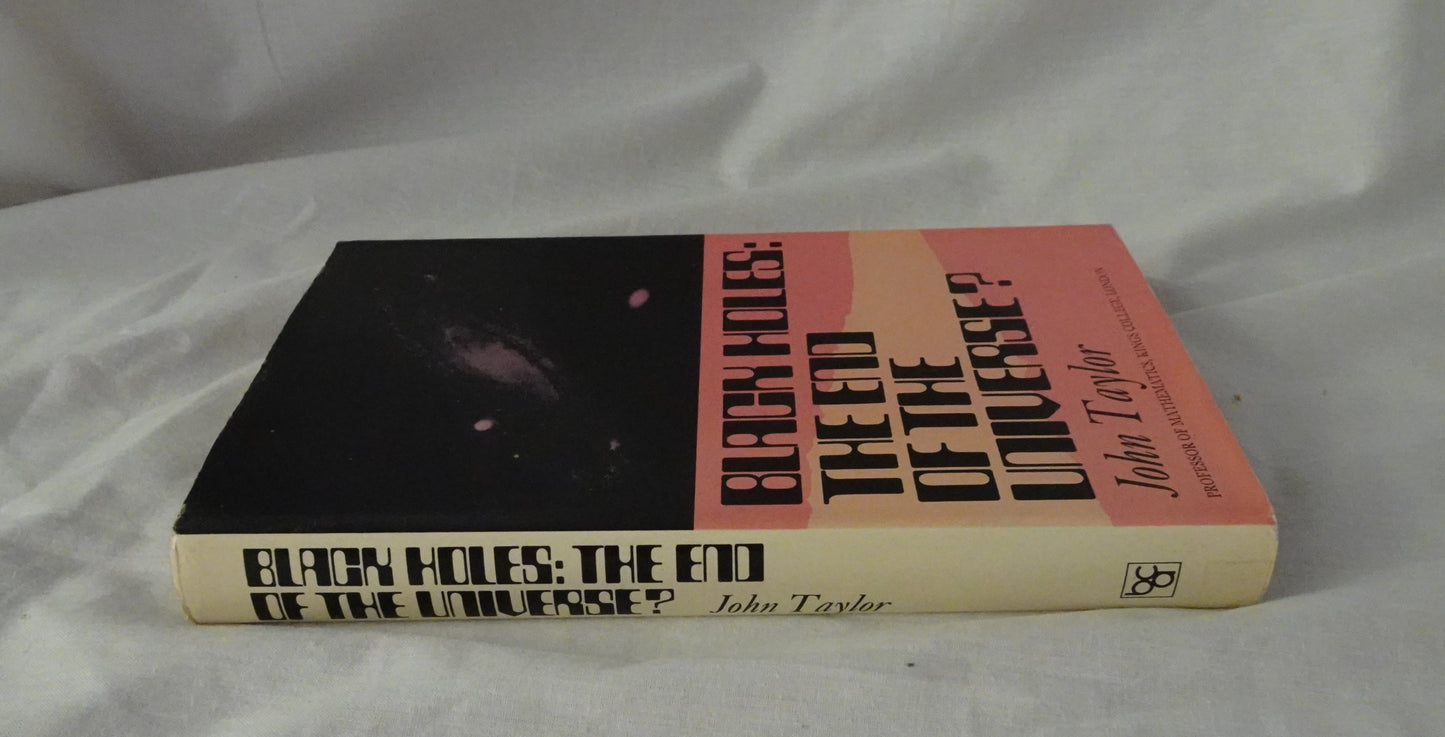 BLACK HOLES:
THE END
OF THE
UNIVERSE?
John Taylor
PROFESSOR OF MATHEMATICS, KINGS COLLEGE, LONDON
BLACK HOLES: THE END
OF THE UNIVERSE? John Taylor